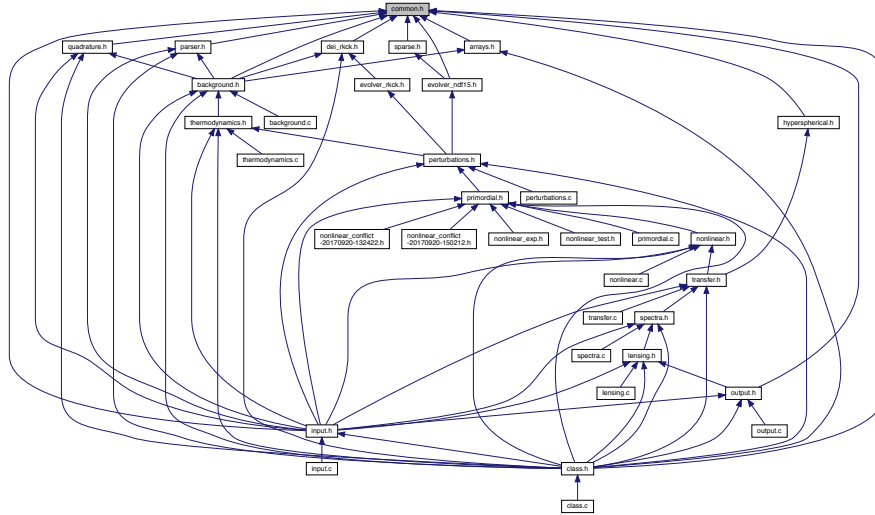 common.h
quadrature.h
parser.h
dei_rkck.h
sparse.h
arrays.h
background.h
evolver_rkck.h
evolver_ndf15.h
thermodynamics.h
background.c
hyperspherical.h
thermodynamics.c
perturbations.h
primordial.h
perturbations.c
nonlinear_conflict
-20170920-132422.h
nonlinear_conflict
-20170920-150212.h
nonlinear_exp.h
nonlinear_test.h
primordial.c
nonlinear.h
nonlinear.c
transfer.h
transfer.c
spectra.h
spectra.c
lensing.h
lensing.c
output.h
input.h
output.c
input.c
class.h
class.c